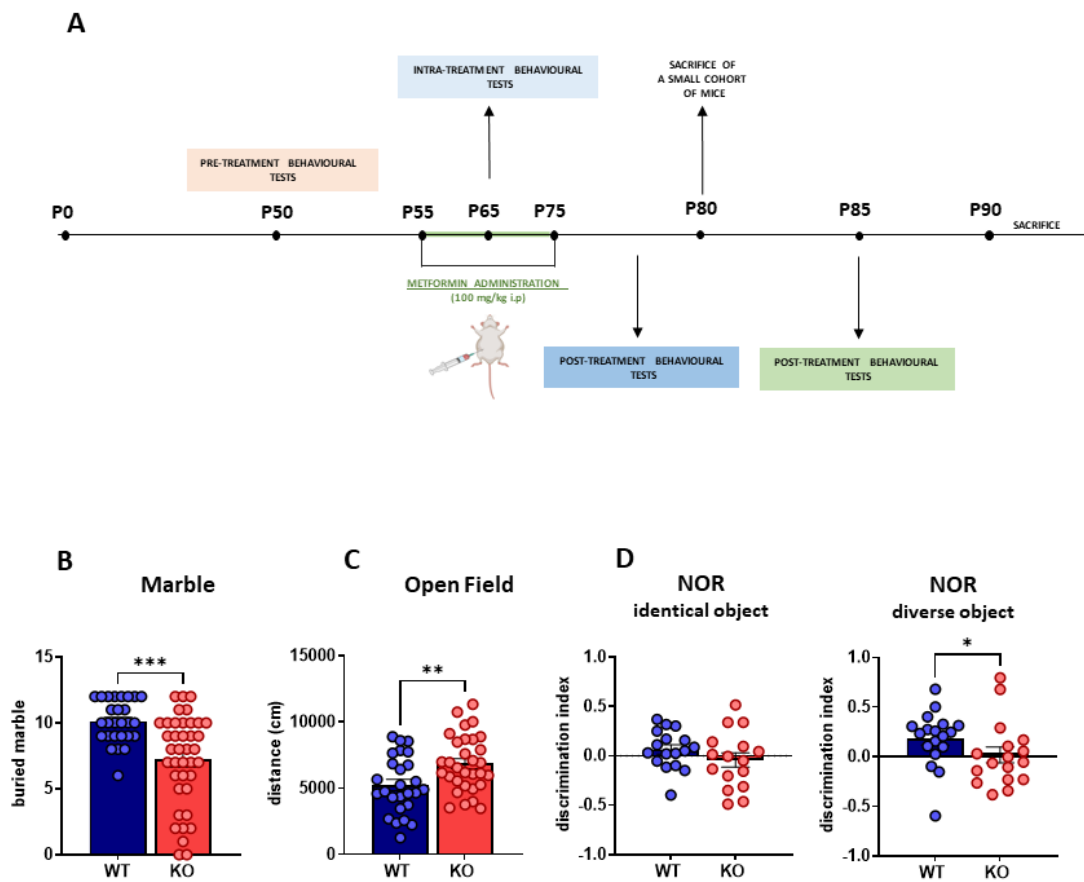 A
INTRA-TREATMENT BEHAVIOURAL
TESTS
SACRIFICE OF
A SMALL COHORT
OF MICE
PRE-TREATMENT BEHAVIOURAL
TESTS
P0
P50
P55
P65
P75
P80
P85
P90
SACRIFICE
METFORMIN ADMINISTRATION
(100 mg/kg i.p)
POST-TREATMENT BEHAVIOURAL
TESTS
POST-TREATMENT BEHAVIOURAL
TESTS
B
Marble
buried marble
15
10
5
0
***
WT
KO
C
Open Field
distance (cm)
15000
10000
5000
0
**
WT
KO
D
NOR
identical object
discrimination index
1.0
0.5
0.0
-0.5
-1.0
WT
KO
NOR
diverse object
discrimination index
1.0
0.5
0.0
-0.5
-1.0
*
WT
KO